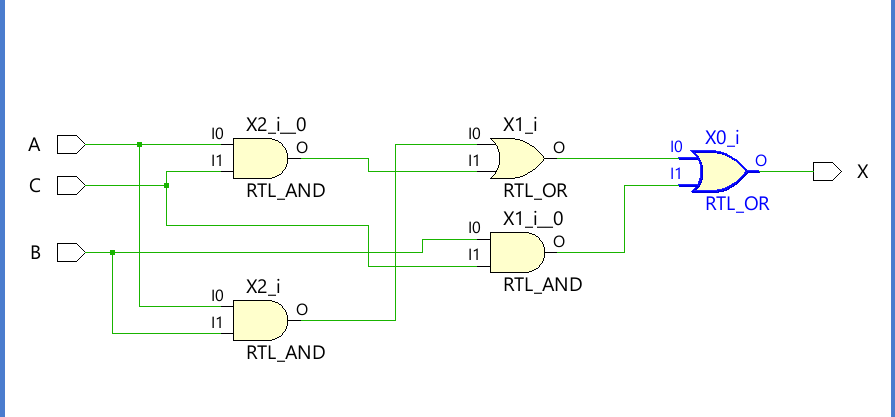 X2_i__0
X1_i
X0_i
A
I0
O
I1
RTL_AND
I0
O
I1
RTL_OR
I0
O
I1
RTL_OR
X
C
X1_i__0
B
I0
O
I1
RTL_AND
X2_i
I0
O
I1
RTL_AND